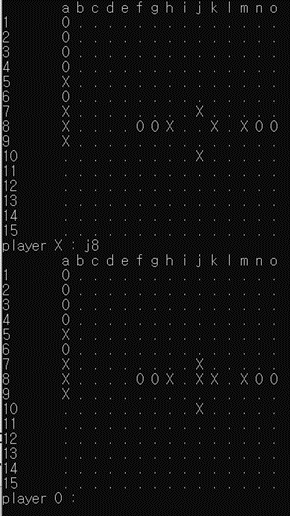 a b c d e f g h i j k l m n o
1 O . . . . . . . . . . . . . .
2 O . . . . . . . . . . . . . .
3 O . . . . . . . . . . . . . .
4 O . . . . . . . . . . . . . .
5 X . . . . . . . . . . . . . .
6 O . . . . . . . . . . . . . .
7 X . . . . . . . . X . . . . .
8 X . . . . O O X . . X . X O O
9 X . . . . . . . . . . . . . .
10 . . . . . . . . . X . . . . .
11 . . . . . . . . . . . . . . .
12 . . . . . . . . . . . . . . .
13 . . . . . . . . . . . . . . .
14 . . . . . . . . . . . . . . .
15 . . . . . . . . . . . . . . .
player X : j8
a b c d e f g h i j k l m n o
1 O . . . . . . . . . . . . . .
2 O . . . . . . . . . . . . . .
3 O . . . . . . . . . . . . . .
4 O . . . . . . . . . . . . . .
5 X . . . . . . . . . . . . . .
6 O . . . . . . . . . . . . . .
7 X . . . . . . . . X . . . . .
8 X . . . . O O X . X X . X O O
9 X . . . . . . . . . . . . . .
10 . . . . . . . . . X . . . . .
11 . . . . . . . . . . . . . . .
12 . . . . . . . . . . . . . . .
13 . . . . . . . . . . . . . . .
14 . . . . . . . . . . . . . . .
15 . . . . . . . . . . . . . . .
player O :